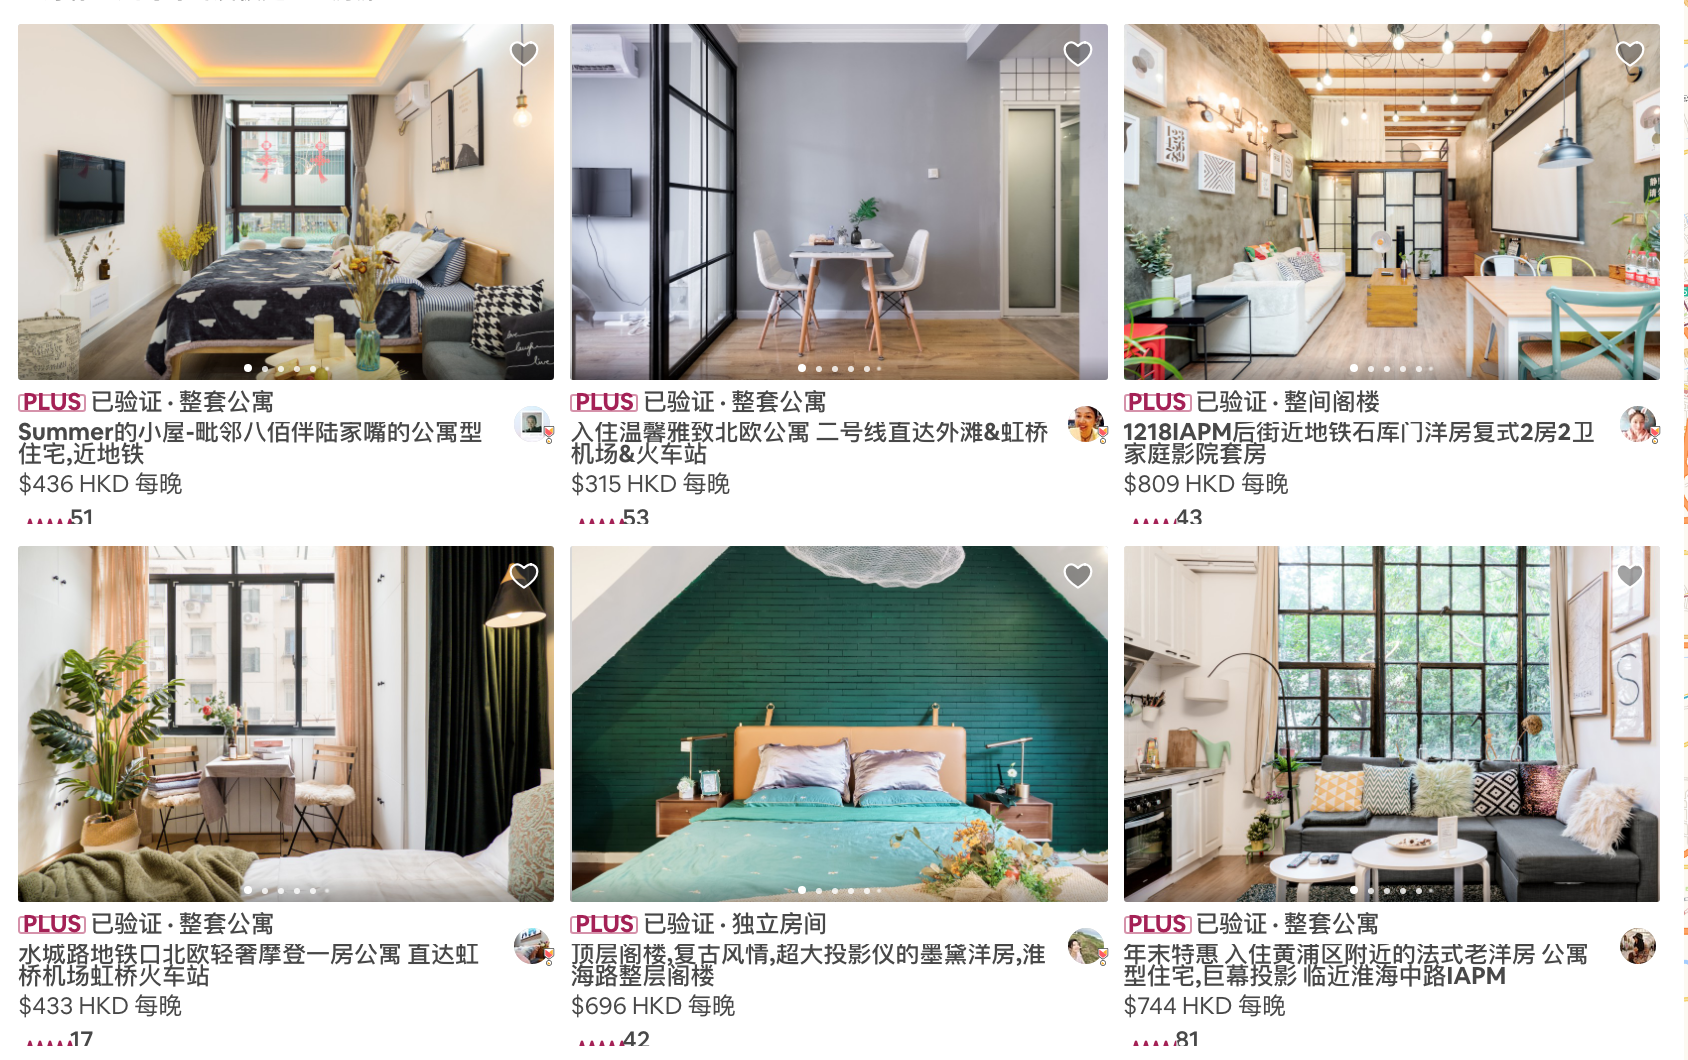 PLUS 已验证 · 整套公寓
Summer的小屋-毗邻八佰伴陆家嘴的公寓型
住宅,近地铁
$436 HKD 每晚
51
PLUS 已验证 · 整套公寓
入住温馨雅致北欧公寓 二号线直达外滩&虹桥
机场&火车站
$315 HKD 每晚
53
PLUS 已验证 · 整间阁楼
1218IAPM后街近地铁石库门洋房复式2房2卫
家庭影院套房
$809 HKD 每晚
43
PLUS 已验证 · 整套公寓
水城路地铁口北欧轻奢摩登一房公寓 直达虹
桥机场虹桥火车站
$433 HKD 每晚
17
PLUS 已验证 · 独立房间
顶层阁楼,复古风情,超大投影仪的墨黛洋房,淮
海路整层阁楼
$696 HKD 每晚
42
PLUS 已验证 · 整套公寓
年末特惠 入住黄浦区附近的法式老洋房 公寓
型住宅,巨幕投影 临近淮海中路IAPM
$744 HKD 每晚
81